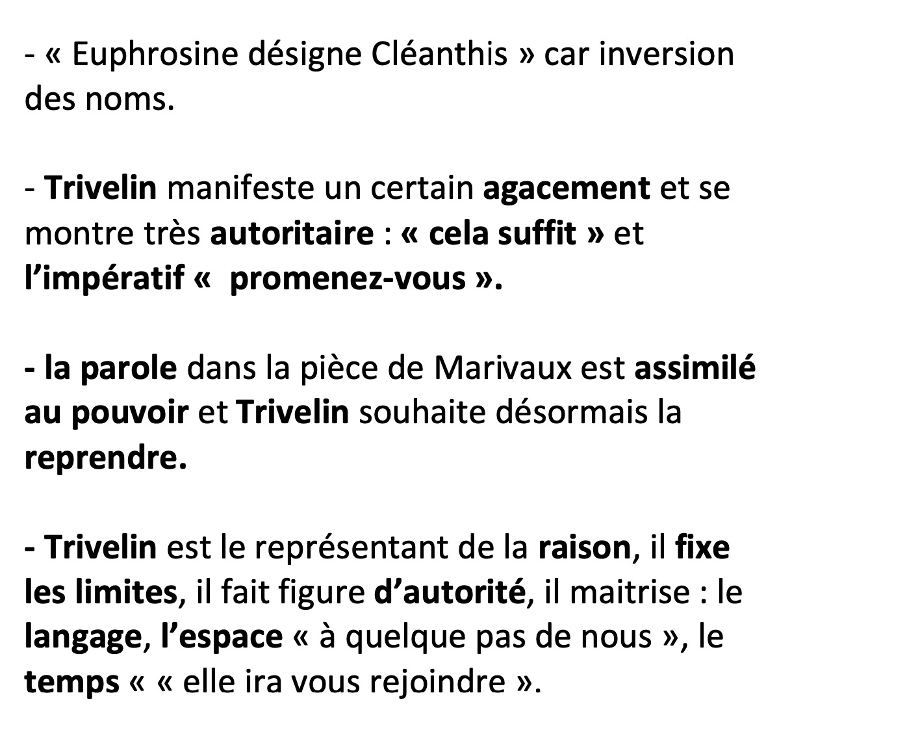 - « Euphrosine désigne Cléanthis » car inversion
des noms.
- Trivelin manifeste un certain agacement et se
montre très autoritaire : « cela suffit » et
l’impératif «  promenez-vous ».
- la parole dans la pièce de Marivaux est assimilé
au pouvoir et Trivelin souhaite désormais la
reprendre.
- Trivelin est le représentant de la raison, il fixe
les limites, il fait figure d’autorité, il maitrise : le
langage, l’espace « à quelque pas de nous », le
temps « « elle ira vous rejoindre ».